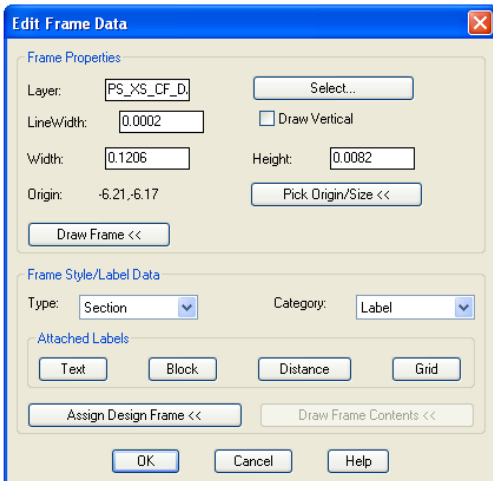 Edit Frame Data
Frame Properties
Layer: PS_XS_CF_D. Select...
LineWidth: 0.0002 Draw Vertical
Width: 0.1206 Height: 0.0082
Origin: -6.21,-6.17 Pick Origin/Size <<
Draw Frame <<
Frame Style/Label Data
Type: Section Category: Label
Attached Labels
Text Block Distance Grid
Assign Design Frame << Draw Frame Contents <<
OK Cancel Help